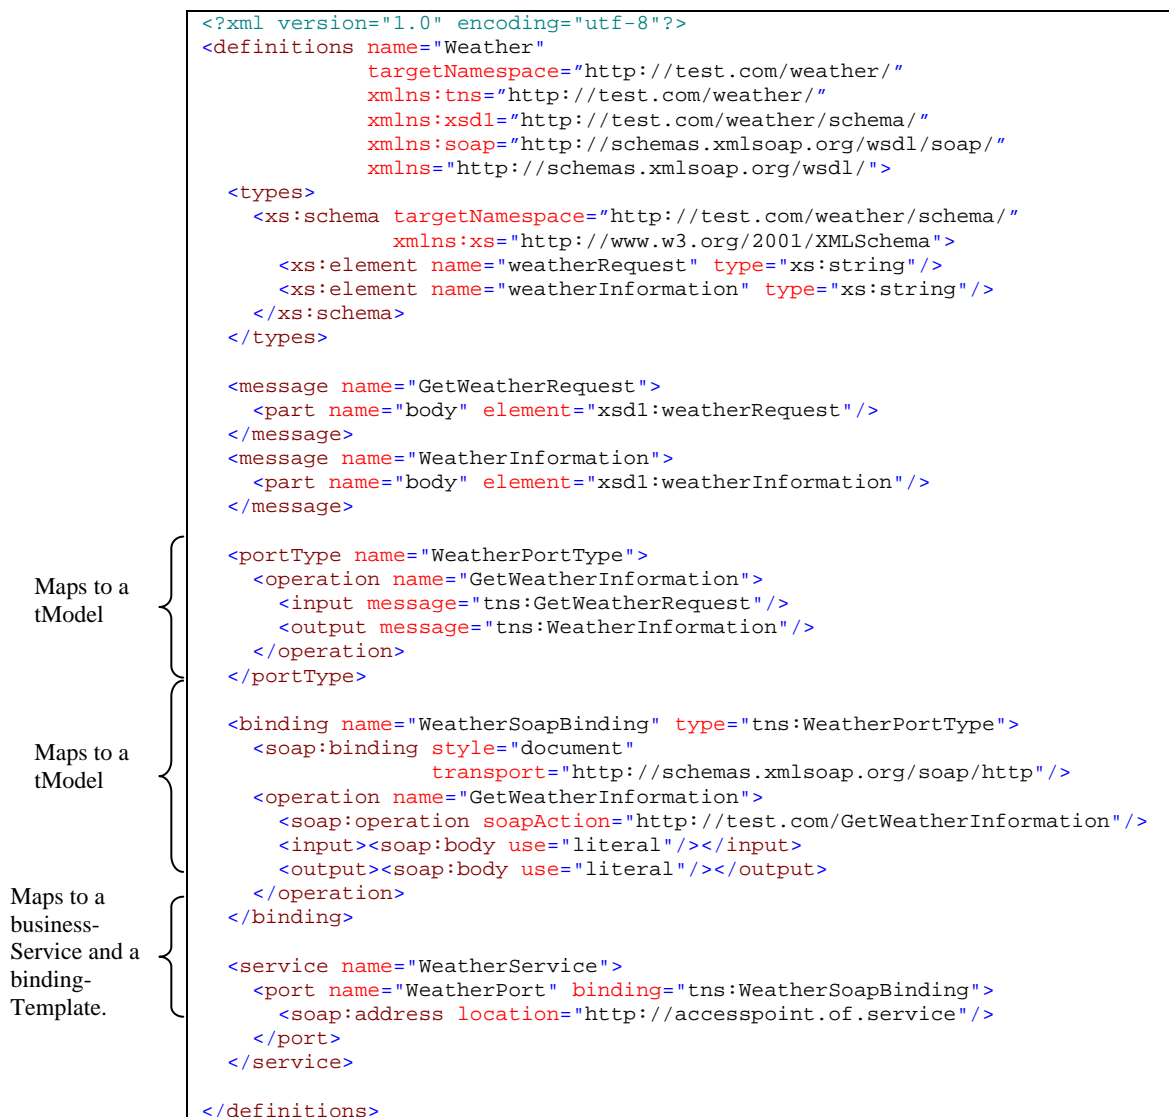 <?xml version="1.0" encoding="utf-8"?>
<definitions name="Weather"
targetNamespace="http://test.com/weather/"
xmlns:tns="http://test.com/weather/"
xmlns:xsd1="http://test.com/weather/schema/"
xmlns:soap="http://schemas.xmlsoap.org/wsdl/soap/"
xmlns="http://schemas.xmlsoap.org/wsdl/">
<types>
<xs:schema targetNamespace="http://test.com/weather/schema/"
xmlns:xs="http://www.w3.org/2001/XMLSchema">
<xs:element name="weatherRequest" type="xs:string"/>
<xs:element name="weatherInformation" type="xs:string"/>
</xs:schema>
</types>
<message name="GetWeatherRequest">
<part name="body" element="xsd1:weatherRequest"/>
</message>
<message name="WeatherInformation">
<part name="body" element="xsd1:weatherInformation"/>
</message>
Maps to a
tModel
<portType name="WeatherPortType">
<operation name="GetWeatherInformation">
<input message="tns:GetWeatherRequest"/>
<output message="tns:WeatherInformation"/>
</operation>
</portType>
Maps to a
tModel
<binding name="WeatherSoapBinding" type="tns:WeatherPortType">
<soap:binding style="document"
transport="http://schemas.xmlsoap.org/soap/http"/>
<operation name="GetWeatherInformation">
<soap:operation soapAction="http://test.com/GetWeatherInformation"/>
<input><soap:body use="literal"/></input>
<output><soap:body use="literal"/></output>
</operation>
</binding>
Maps to a
business-
Service and a
binding-
Template.
<service name="WeatherService">
<port name="WeatherPort" binding="tns:WeatherSoapBinding">
<soap:address location="http://accesspoint.of.service"/>
</port>
</service>
</definitions>